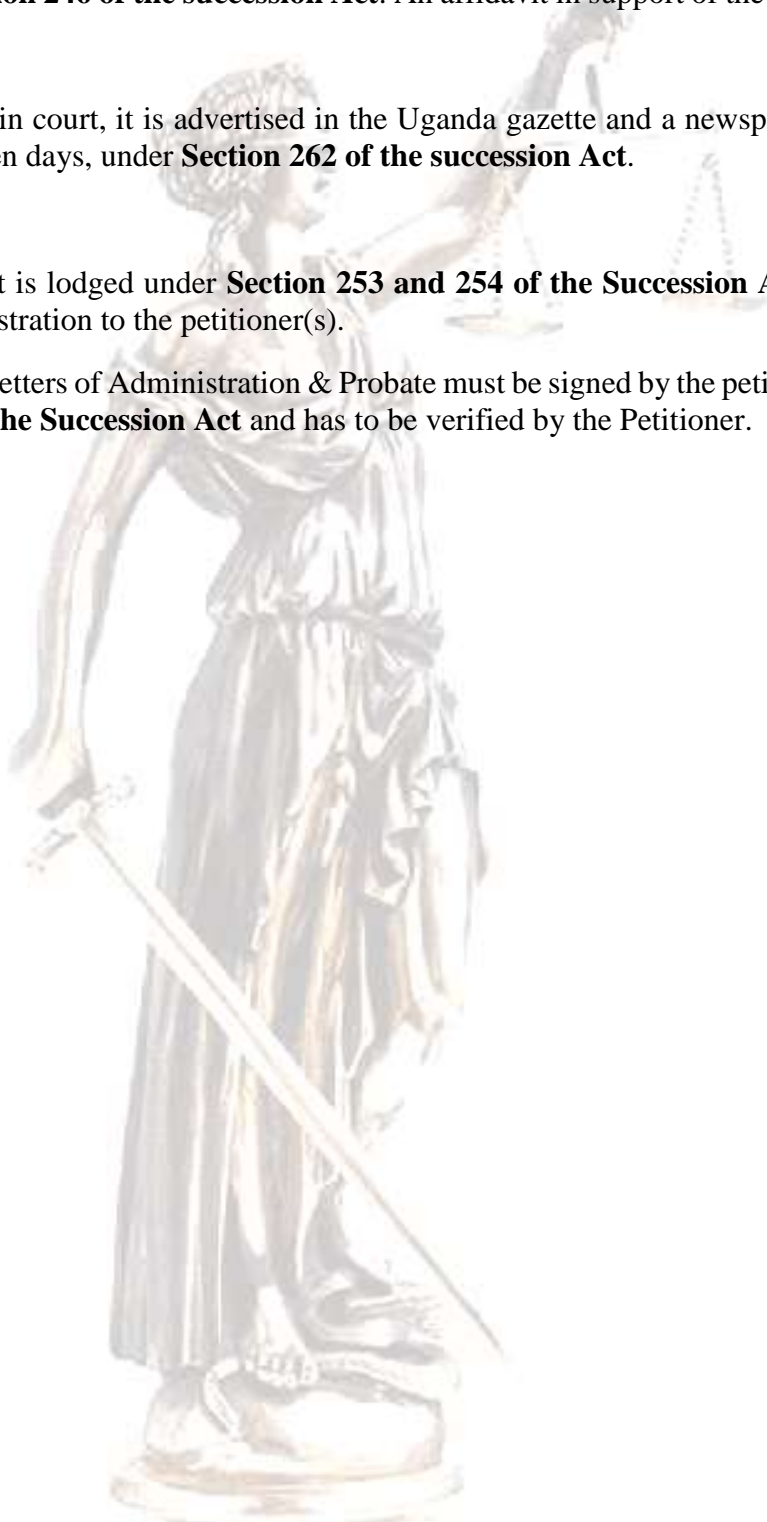 of the succession Act. An affidavit in support of the
in court, it is advertised in the Uganda gazette and a newsp
en days, under Section 262 of the succession Act.
t is lodged under Section 253 and 254 of the Succession A
stration to the petitioner(s).
etters of Administration & Probate must be signed by the peti
he Succession Act and has to be verified by the Petitioner.